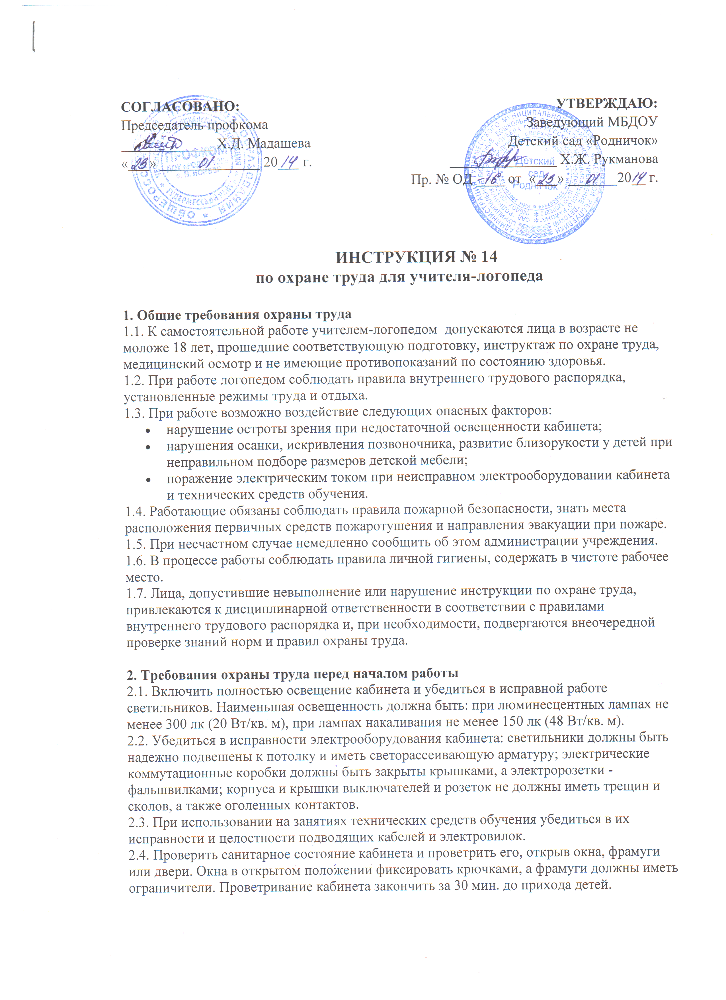 СОГЛАСОВАНО:
Председатель профкома
Х.Д. Мадашева
«23» 01 2014 г.
ПРОФКОМ
ГУДЕРМЕССКИЙ
ОБЩЕРОССИ
ОБРАЗОВАНИЯ
УТВЕРЖДАЮ:
Заведующий МБДОУ
Детский сад «Родничок»
Х.Ж. Рукманова
Пр. № ОД -16 от «23» 01 2014 г.
Детский
сад
Родничок
ИНСТРУКЦИЯ № 14
по охране труда для учителя-логопеда
1. Общие требования охраны труда
1.1. К самостоятельной работе учителем-логопедом допускаются лица в возрасте не
моложе 18 лет, прошедшие соответствующую подготовку, инструктаж по охране труда,
медицинский осмотр и не имеющие противопоказаний по состоянию здоровья.
1.2. При работе логопедом соблюдать правила внутреннего трудового распорядка,
установленные режимы труда и отдыха.
1.3. При работе возможно воздействие следующих опасных факторов:
• нарушение остроты зрения при недостаточной освещенности кабинета;
• нарушения осанки, искривления позвоночника, развитие близорукости у детей при
неправильном подборе размеров детской мебели;
• поражение электрическим током при неисправном электрооборудовании кабинета
и технических средств обучения.
1.4. Работающие обязаны соблюдать правила пожарной безопасности, знать места
расположения первичных средств пожаротушения и направления эвакуации при пожаре.
1.5. При несчастном случае немедленно сообщить об этом администрации учреждения.
1.6. В процессе работы соблюдать правила личной гигиены, содержать в чистоте рабочее
место.
1.7. Лица, допустившие невыполнение или нарушение инструкции по охране труда,
привлекаются к дисциплинарной ответственности в соответствии с правилами
внутреннего трудового распорядка и, при необходимости, подвергаются внеочередной
проверке знаний норм и правил охраны труда.
2. Требования охраны труда перед началом работы
2.1. Включить полностью освещение кабинета и убедиться в исправной работе
светильников. Наименьшая освещенность должна быть: при люминесцентных лампах не
менее 300 лк (20 Вт/кв. м), при лампах накаливания не менее 150 лк (48 Вт/кв. м).
2.2. Убедиться в исправности электрооборудования кабинета: светильники должны быть
надежно подвешены к потолку и иметь светорассеивающую арматуру; электрические
коммутационные коробки должны быть закрыты крышками, а электророзетки -
фальшвилками; корпуса и крышки выключателей и розеток не должны иметь трещин и
сколов, а также оголенных контактов.
2.3. При использовании на занятиях технических средств обучения убедиться в их
исправности и целостности подводящих кабелей и электровилок.
2.4. Проверить санитарное состояние кабинета и проветрить его, открыв окна, фрамуги
или двери. Окна в открытом положении фиксировать крючками, а фрамуги должны иметь
ограничители. Проветривание кабинета закончить за 30 мин. до прихода детей.